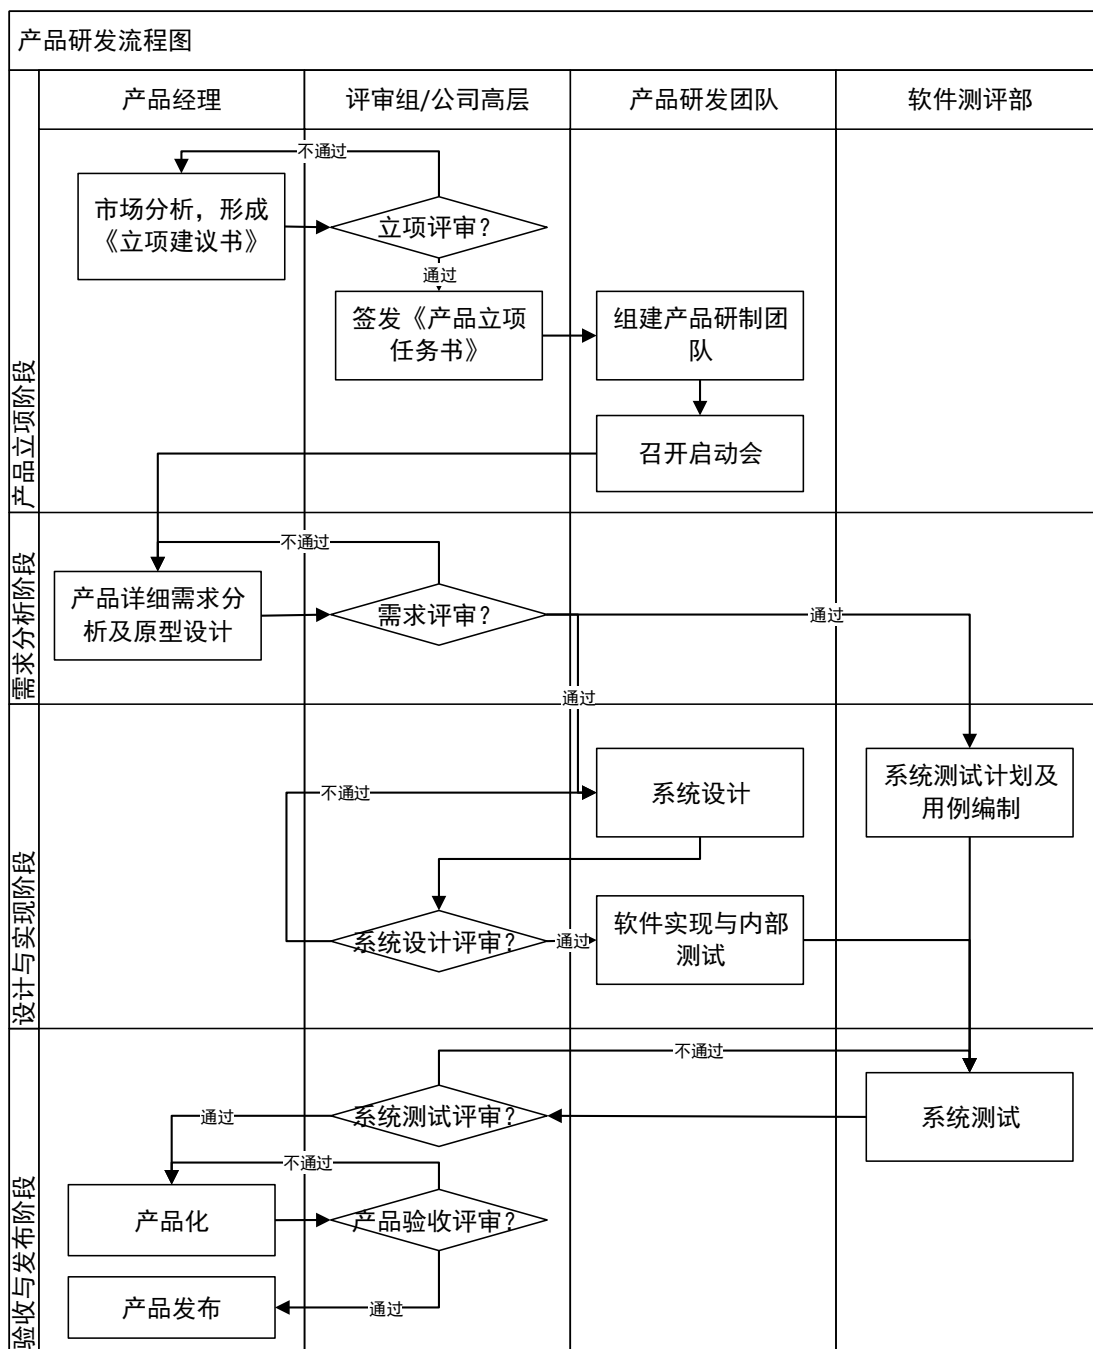 产品研发流程图
产品经理
评审组/公司高层
产品研发团队
软件测评部
产品立项阶段
不通过
市场分析，形成
《立项建议书》
立项评审？
通过
签发《产品立项
任务书》
组建产品研制团
队
召开启动会
需求分析阶段
不通过
产品详细需求分
析及原型设计
需求评审？
通过
通过
设计与实现阶段
不通过
系统设计
系统测试计划及
用例编制
系统设计评审？
通过
软件实现与内部
测试
验收与发布阶段
不通过
通过
系统测试评审？
系统测试
不通过
产品化
产品验收评审？
产品发布
通过